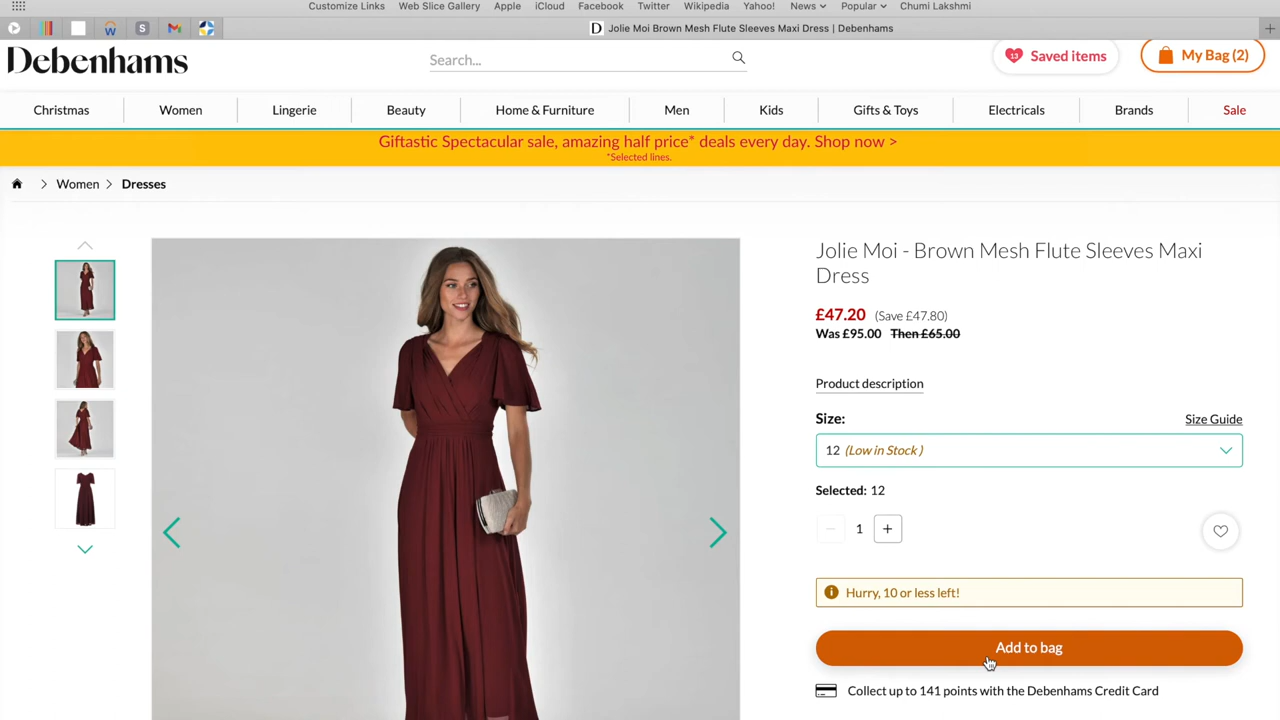 Customize Links Web Slice Gallery Apple iCloud Facebook Twitter Wikipedia Yahoo! News Popular Chumi Lakshmi
W S D Jolie Moi Brown Mesh Flute Sleeves Maxi Dress | Debenhams
Debenhams Search... 13 Saved items My Bag (2)
Christmas Women Lingerie Beauty Home & Furniture Men Kids Gifts & Toys Electricals Brands Sale
Giftastic Spectacular sale, amazing half price* deals every day. Shop now >
*Selected lines.
Women Dresses
Jolie Moi - Brown Mesh Flute Sleeves Maxi
Dress
£47.20 (Save £47.80)
Was £95.00 Then £65.00
Product description
Size: Size Guide
12 (Low in Stock )
Selected: 12
1
Hurry, 10 or less left!
Add to bag
Collect up to 141 points with the Debenhams Credit Card